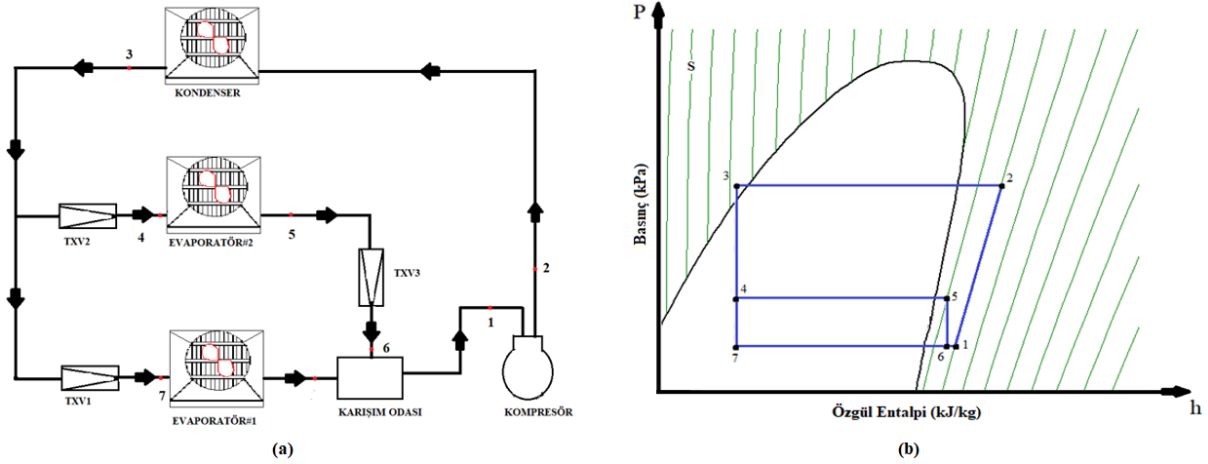 3
KONDENSER
TXV2
4
EVAPORATÖR#2
5
TXV3
2
1
6
TXV1
7
EVAPORATÖR#1
KARIŞIM ODASI
KOMPRESÖR
(a)
P
S
Basınç (kPa)
3
2
4
5
7
6
1
Özgül Entalpi (kJ/kg)
h
(b)